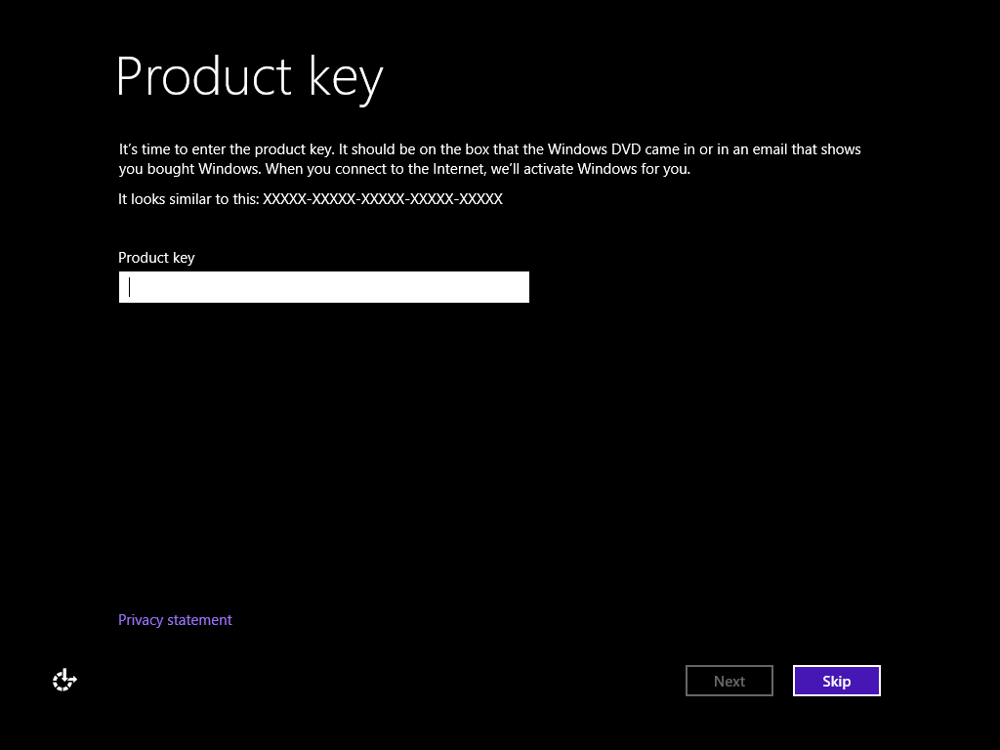 Product key
It's time to enter the product key. It should be on the box that the Windows DVD came in or in an email that shows
you bought Windows. When you connect to the Internet, we'll activate Windows for you.
It looks similar to this: XXXXX-XXXXX-XXXXX-XXXXX-XXXXX
Product key
Privacy statement
Next
Skip